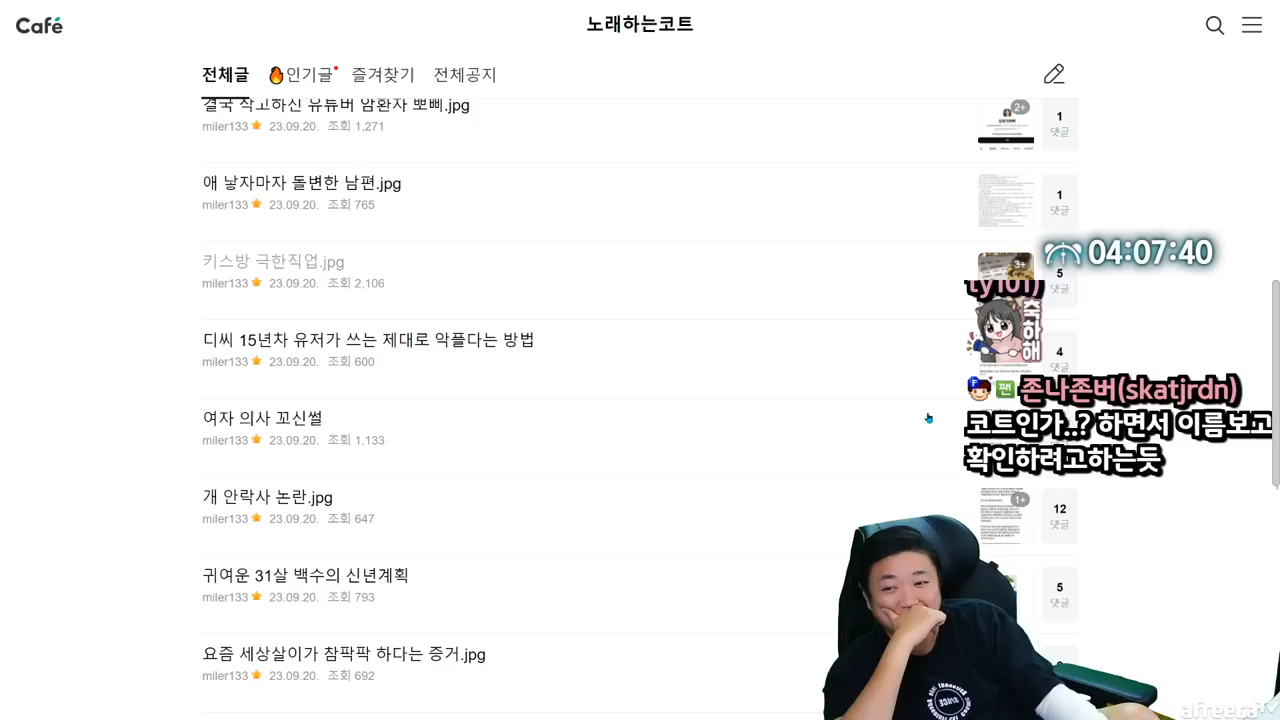 Café
노래하는코트
전체글 인기글 즐겨찾기 전체공지
결국 작고하신 유튜버 암환자 뽀삐.jpg
miler133 23.09.20. 조회 1,271
2+
1
댓글
애 낳자마자 돌변한 남편.jpg
miler133 23.09.20. 조회 785
1
댓글
키스방 극한직업.jpg
miler133 23.09.20. 조회 2,106
3+
5
댓글
04:07:40
ty101)
축하해
디씨 15년차 유저가 쓰는 제대로 악플다는 방법
miler133 23.09.20. 조회 600
4
댓글
F 팬 존나존버(skatjrdn)
코트인가..? 하면서 이름보고
확인하려고하는듯
여자 의사 꼬신썰
miler133 23.09.20. 조회 1,133
개 안락사 논란.jpg
miler133 23.09.20. 조회 647
1+
12
댓글
귀여운 31살 백수의 신년계획
miler133 23.09.20. 조회 793
5
댓글
요즘 세상살이가 참팍팍 하다는 증거.jpg
miler133 23.09.20. 조회 692
afreecaTV